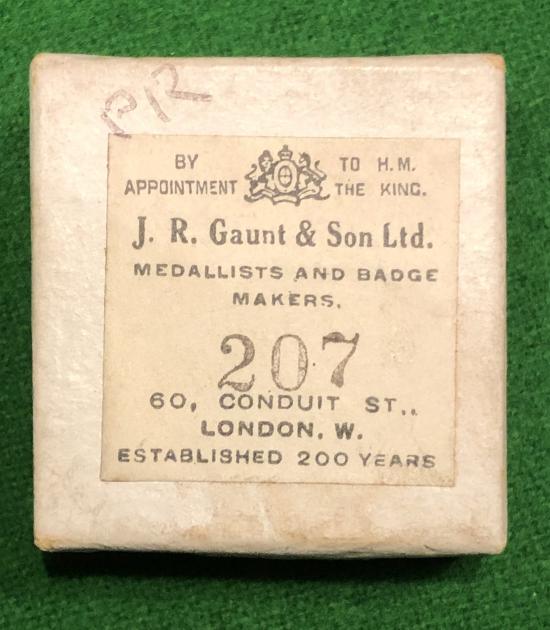 PR
BY TO H.M.
APPOINTMENT THE KING.
J. R. Gaunt & Son Ltd.
MEDALLISTS AND BADGE
MAKERS.
207
60, CONDUIT ST.,
LONDON. W.
ESTABLISHED 200 YEARS